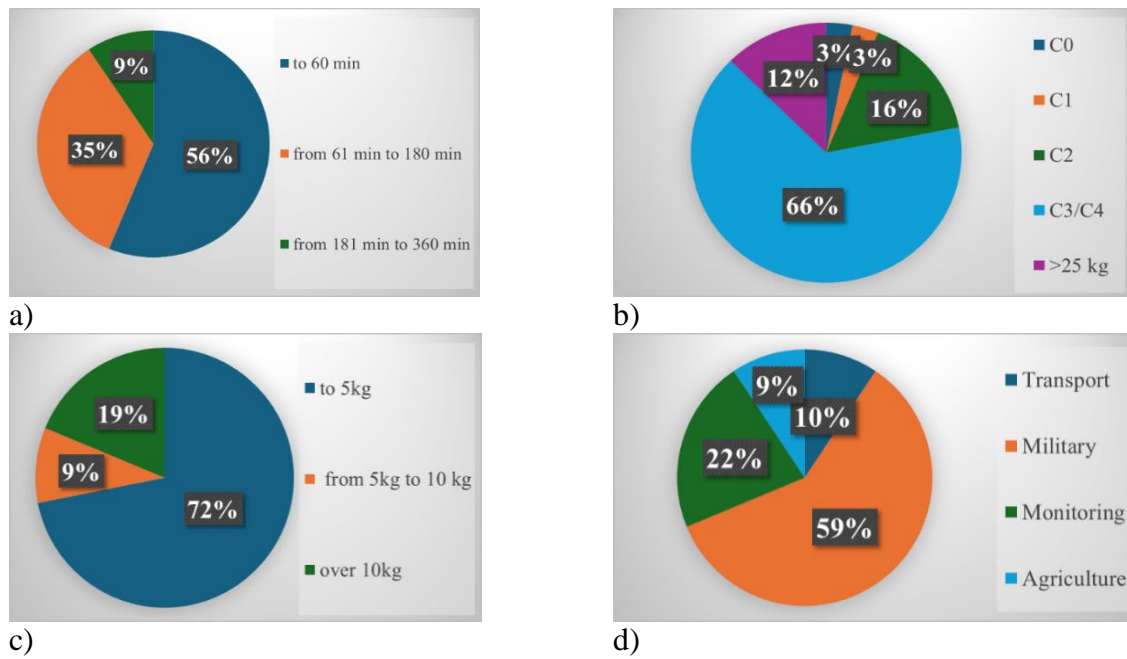 9%
35%
56%
to 60 min
from 61 min to 180 min
from 181 min to 360 min
a)
3%
3%
12%
16%
66%
C0
C1
C2
C3/C4
>25 kg
b)
19%
9%
72%
to 5kg
from 5kg to 10 kg
over 10kg
c)
9%
10%
22%
59%
Transport
Military
Monitoring
Agriculture
d)